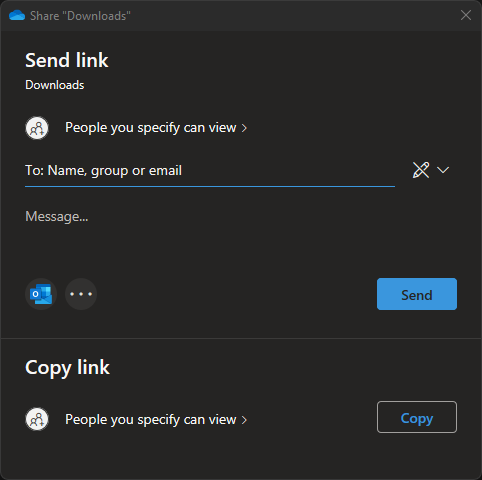 Share "Downloads"
Send link
Downloads
People you specify can view
To: Name, group or email
Message...
Send
Copy link
People you specify can view
Copy